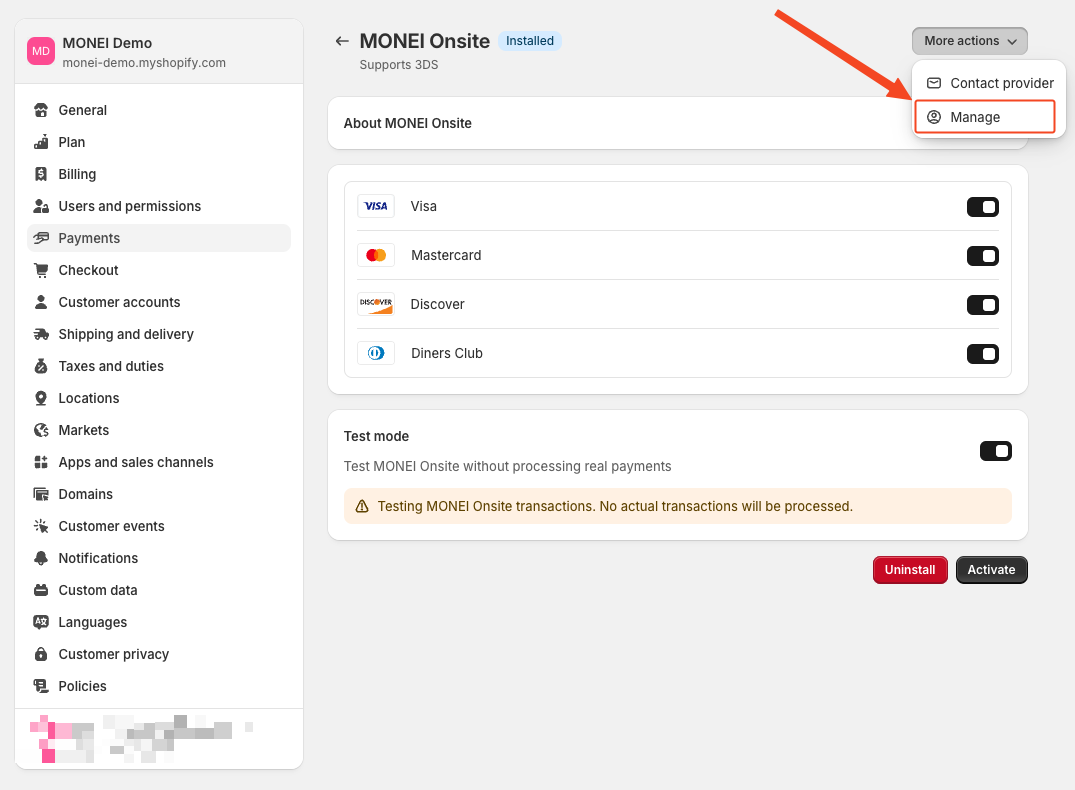 MD
MONEI Demo
monei-demo.myshopify.com
General
Plan
Billing
Users and permissions
Payments
Checkout
Customer accounts
Shipping and delivery
Taxes and duties
Locations
Markets
Apps and sales channels
Domains
Customer events
Notifications
Custom data
Languages
Customer privacy
Policies
MONEI Onsite Installed
Supports 3DS
More actions
Contact provider
Manage
About MONEI Onsite
VISA Visa
Mastercard
DISCOVER Discover
Diners Club
Test mode
Test MONEI Onsite without processing real payments
Testing MONEI Onsite transactions. No actual transactions will be processed.
Uninstall Activate